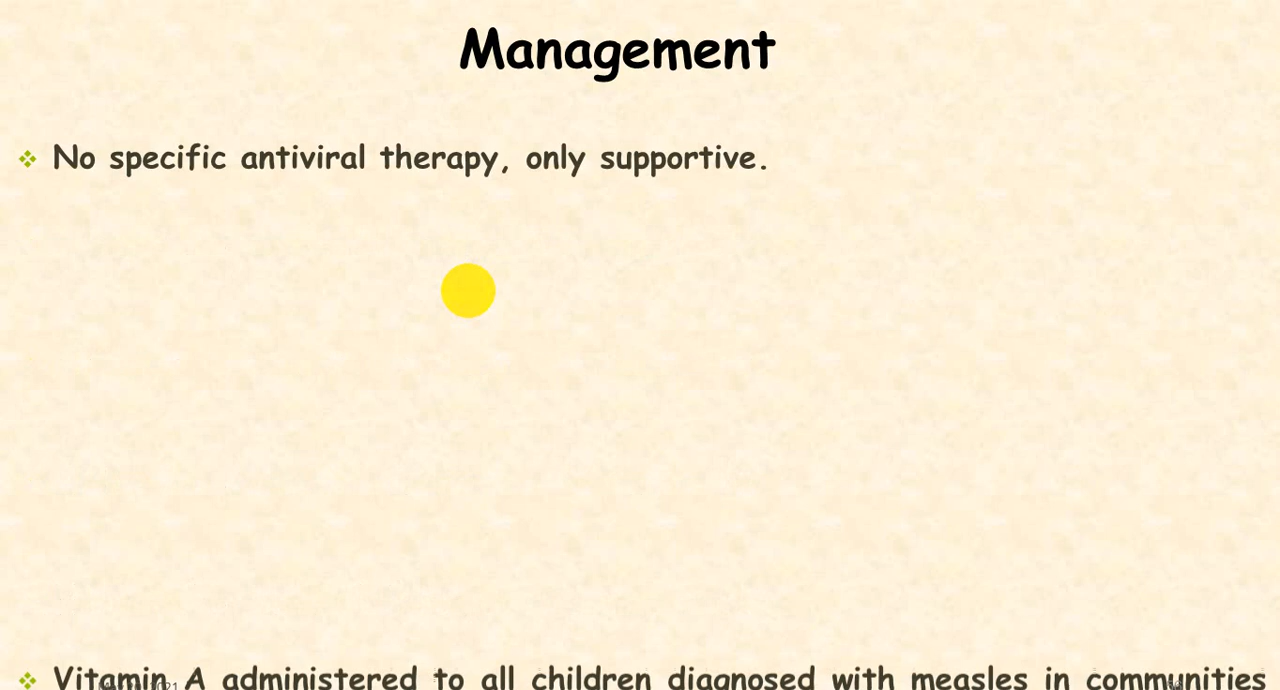 Management
No specific antiviral therapy, only supportive.
Vitamin A administered to all children diagnosed with measles in communities